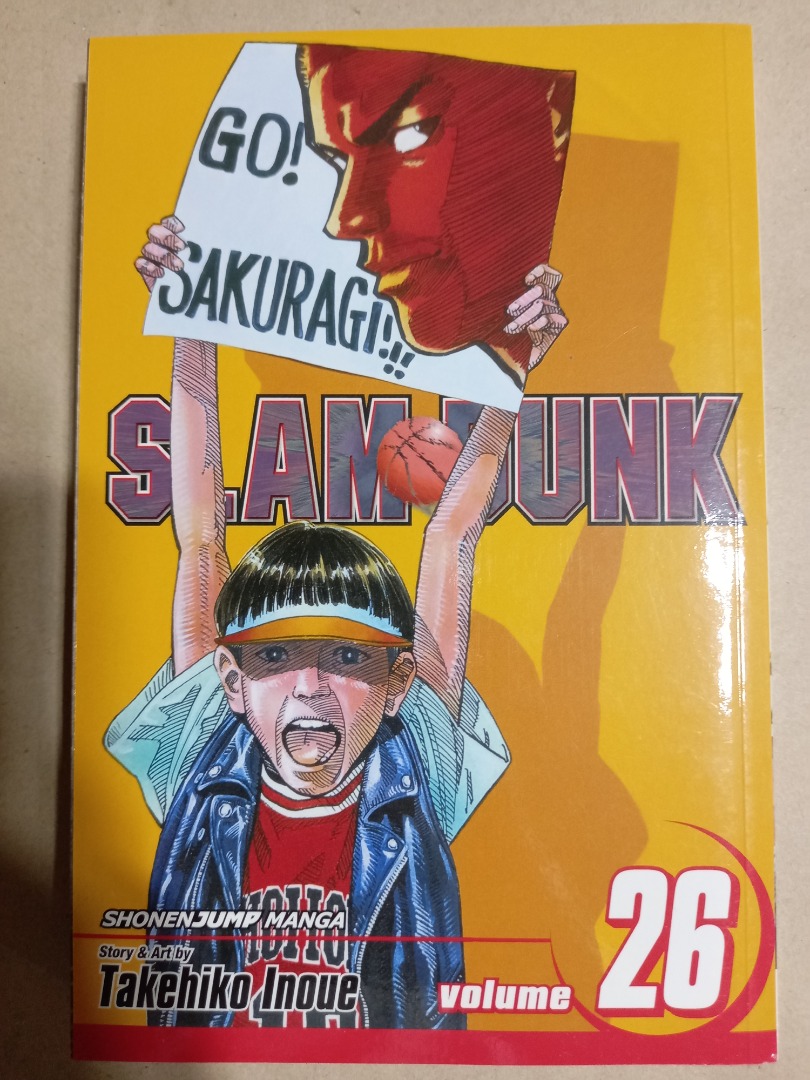 GO!
SAKURAGI!!
SLAM DUNK
SHONEN JUMP MANGA
Story & Art by
Takehiko Inoue
volume 26